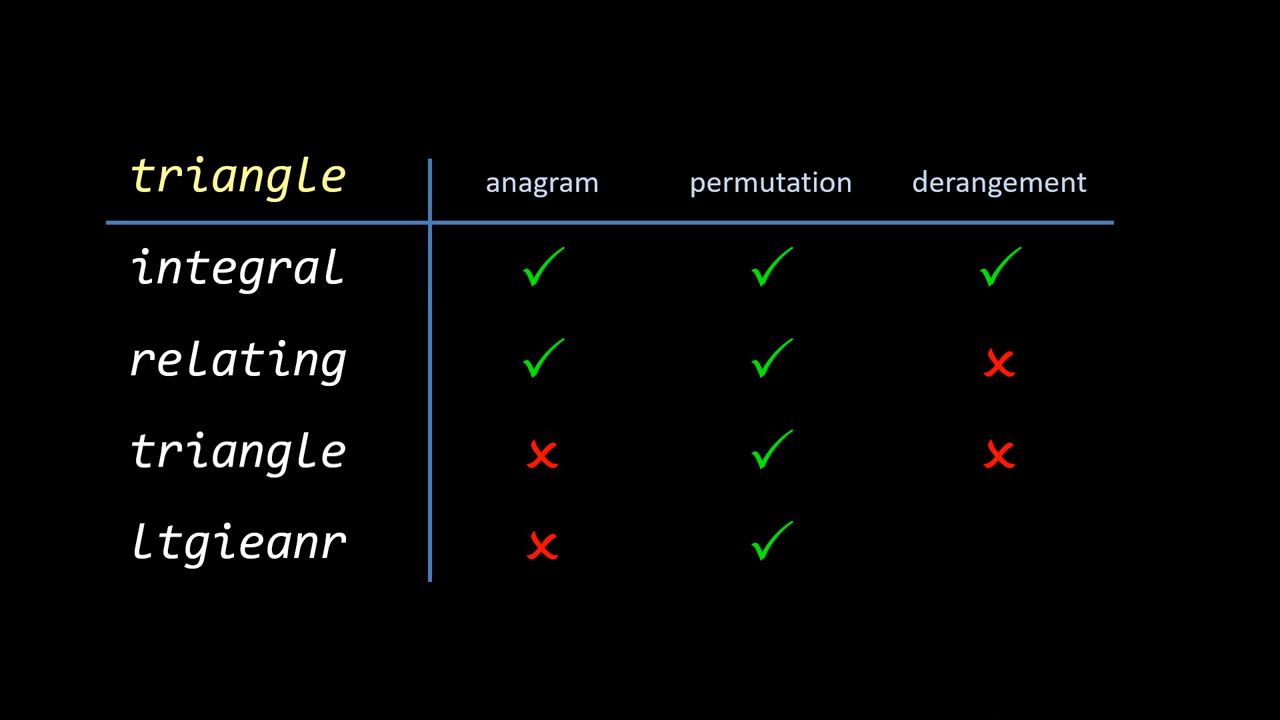 triangle anagram permutation derangement
integral ✓ ✓ ✓
relating ✓ ✓ ✗
triangle ✗ ✓ ✗
ltgieanr ✗ ✓